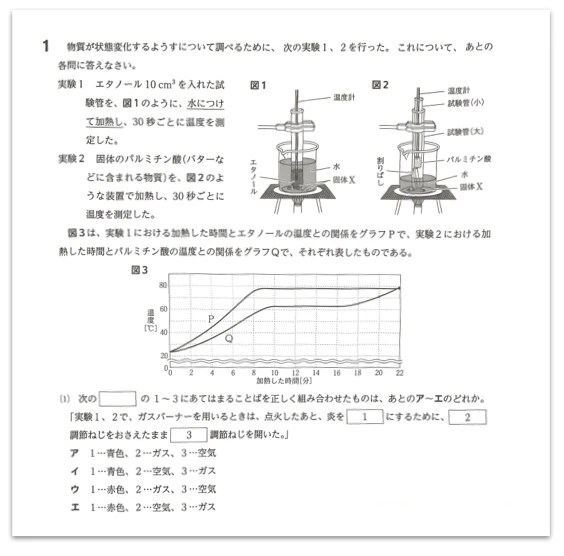 1 物質が状態変化するようすについて調べるために、次の実験1、2を行った。これについて、あとの
各問に答えなさい。
実験1 エタノール10cm³を入れた試
験管を、図1のように、水につけ
て加熱し、30秒ごとに温度を測
定した。
実験2 固体のパルミチン酸(バターな
どに含まれる物質)を、図2のよ
うな装置で加熱し、30秒ごとに
温度を測定した。
図1
温度計
エタノール
水
固体X
図2
温度計
試験管(小)
試験管(大)
パルミチン酸
割りばし
水
固体X
図3は、実験1における加熱した時間とエタノールの温度との関係をグラフPで、実験2における加
熱した時間とパルミチン酸の温度との関係をグラフQで、それぞれ表したものである。
図3
温度[℃]
80
60
40
20
0
P
Q
0 2 4 6 8 10 12 14 16 18 20 22
加熱した時間[分]
(1) 次の の1~3にあてはまることばを正しく組み合わせたものは、あとのア~エのどれか。
「実験1、2で、ガスバーナーを用いるときは、点火したあと、炎を 1 にするために、 2
調節ねじをおさえたまま 3 調節ねじを開いた。」
ア 1…青色、2…ガス、3…空気
イ 1…青色、2…空気、3…ガス
ウ 1…赤色、2…ガス、3…空気
エ 1…赤色、2…空気、3…ガス